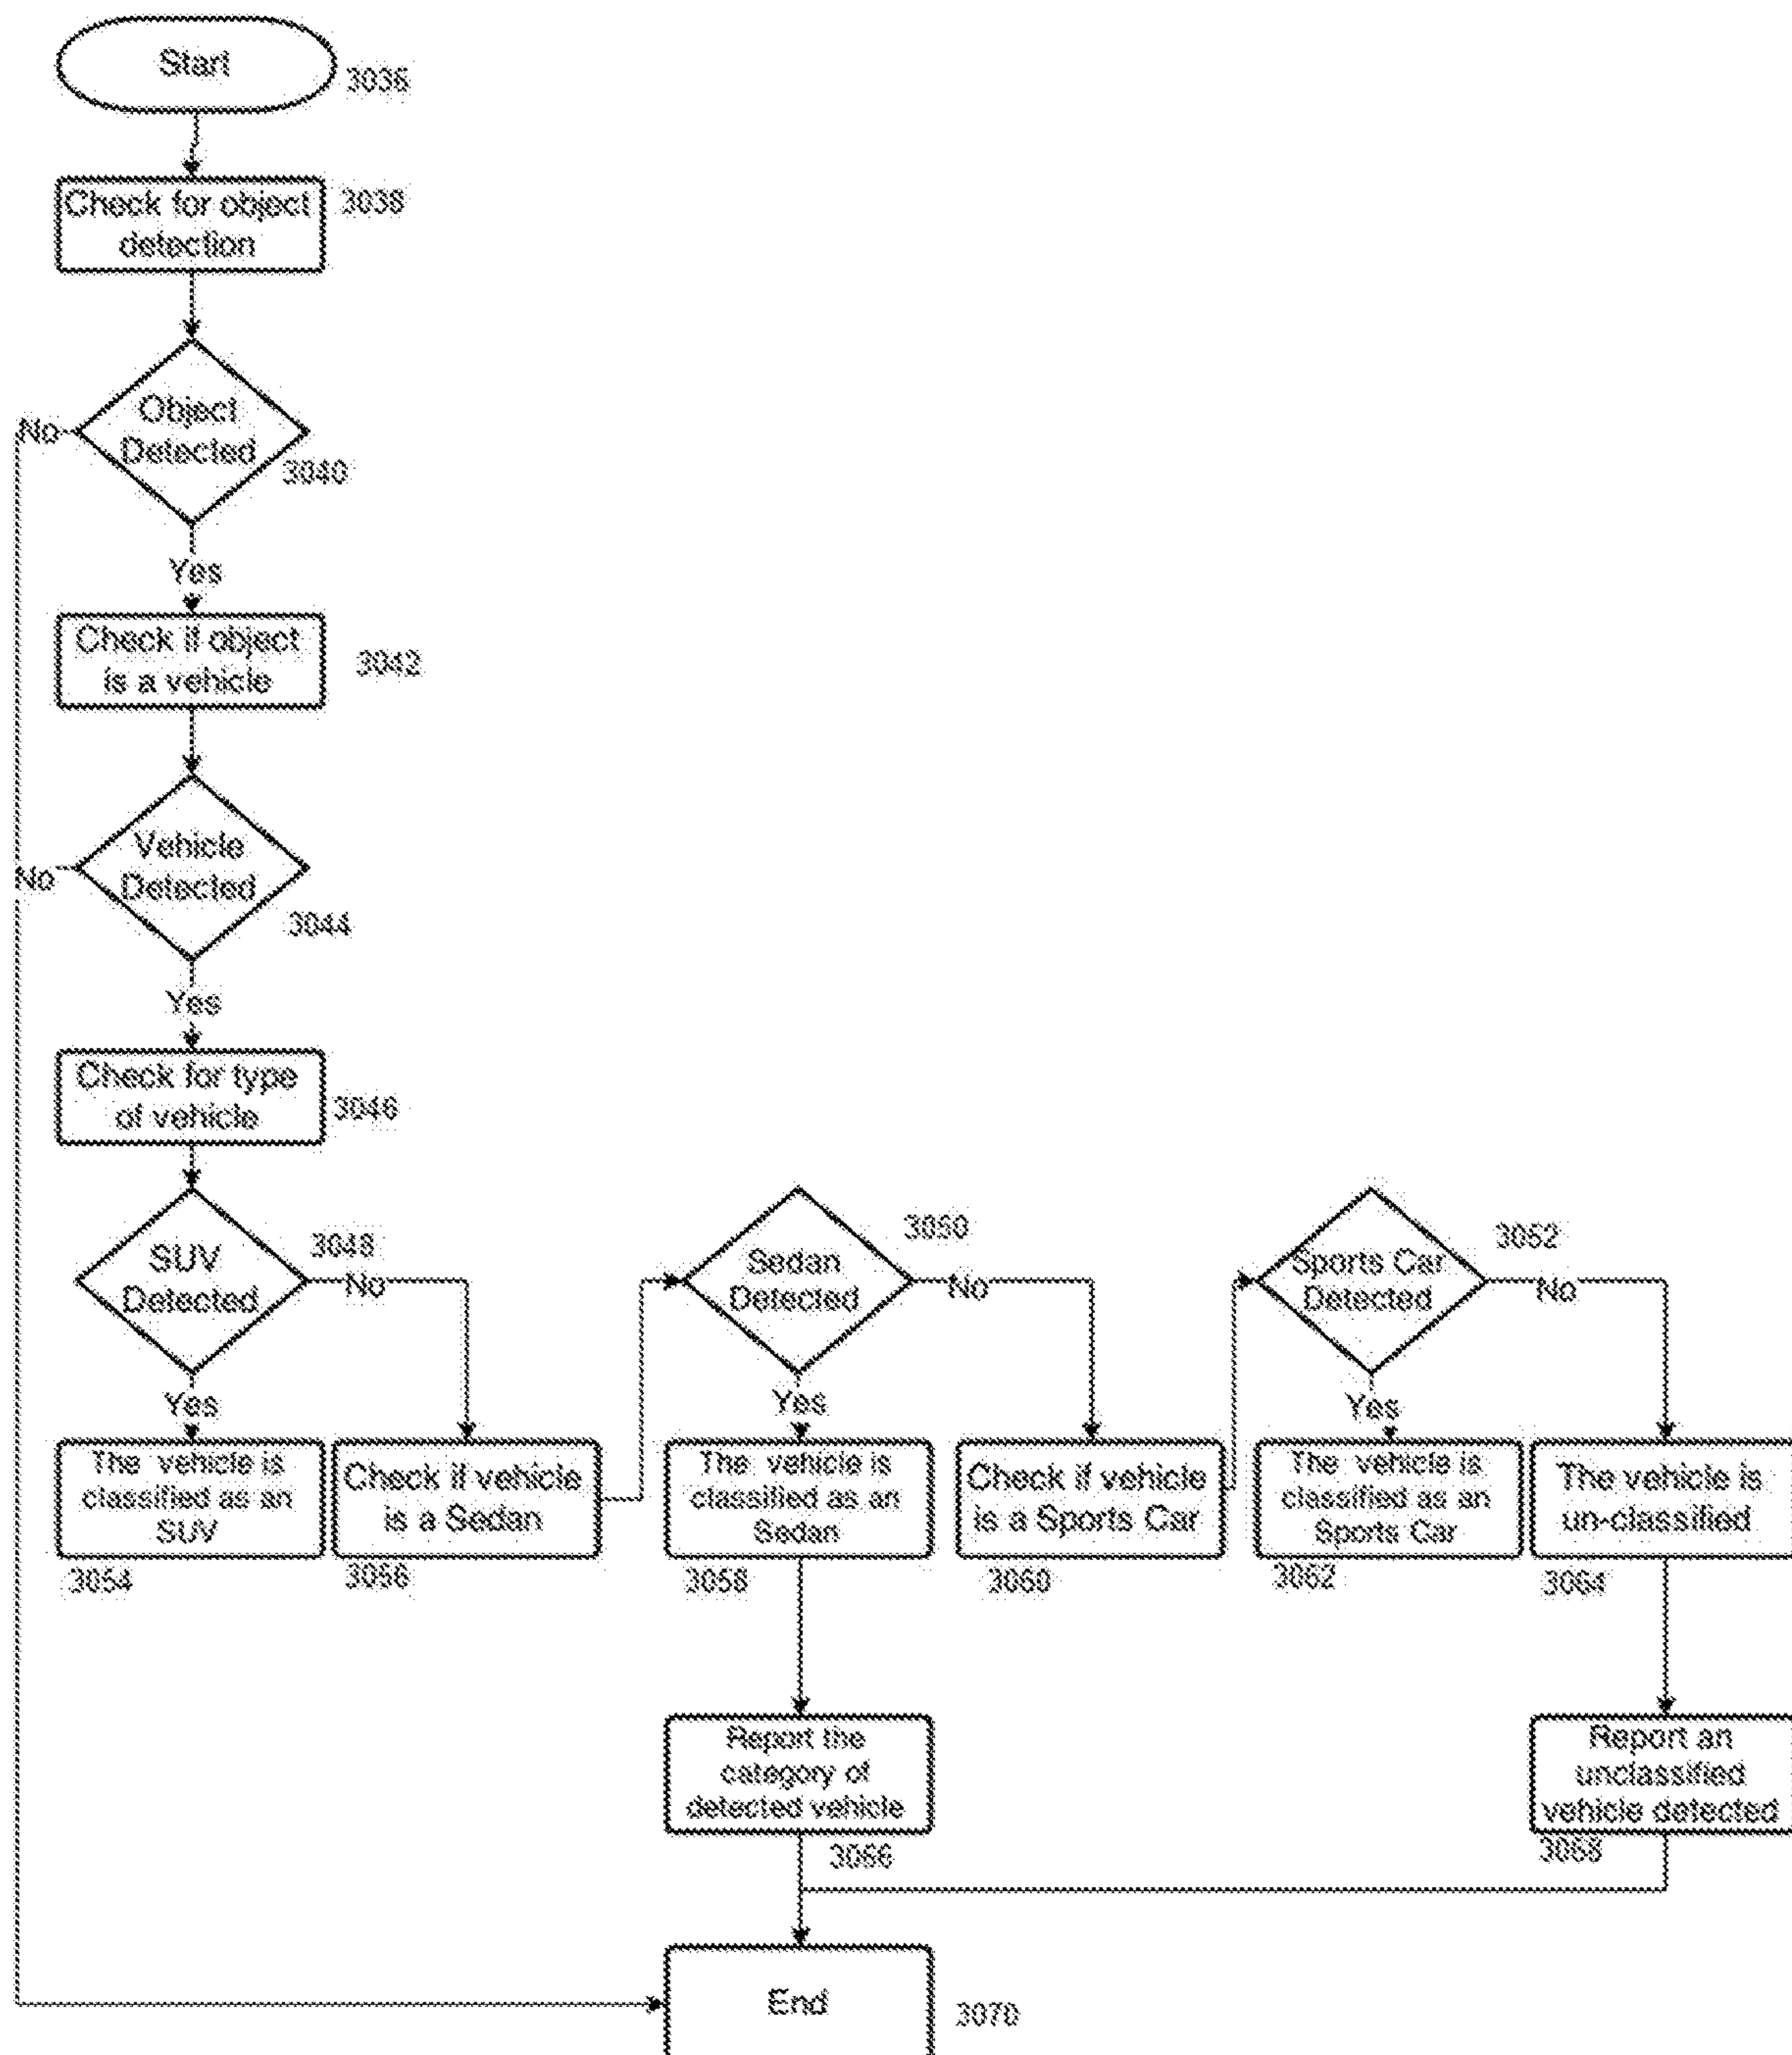 Start
3036
Check for object
detection
3038
Object
Detected
3040
No
Yes
Check if object
is a vehicle
3042
Vehicle
Detected
3044
No
Yes
Check for type
of vehicle
3046
SUV
Detected
3048
No
Yes
Sedan
Detected
3050
No
Yes
Sports Car
Detected
3052
No
Yes
The vehicle is
classified as an
SUV
3054
Check if vehicle
is a Sedan
3056
The vehicle is
classified as an
Sedan
3058
Check if vehicle
is a Sports Car
3060
The vehicle is
classified as an
Sports Car
3062
The vehicle is
un-classified
3064
Report the
category of
detected vehicle
3066
Report an
unclassified
vehicle detected
3068
End
3070